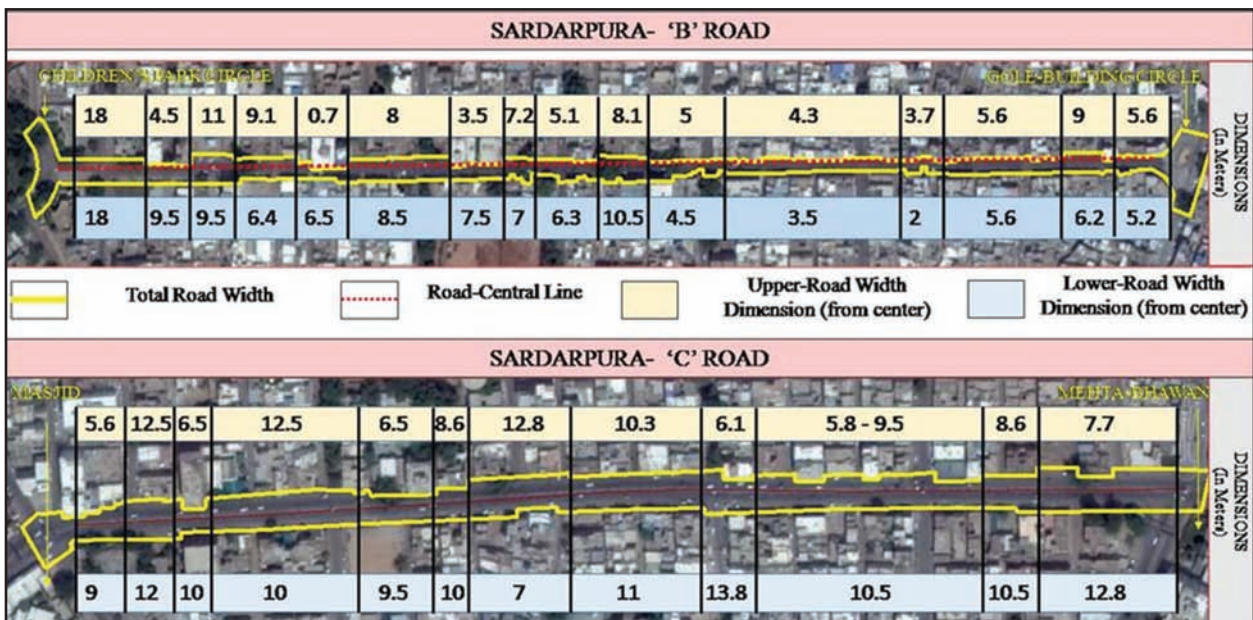 SARDARPURA- ‘B’ ROAD
CHILDREN'S PARK CIRCLE
GOLE-BUILDING CIRCLE
18 4.5 11 9.1 0.7 8 3.5 7.2 5.1 8.1 5 4.3 3.7 5.6 9 5.6
18 9.5 9.5 6.4 6.5 8.5 7.5 7 6.3 10.5 4.5 3.5 2 5.6 6.2 5.2
DIMENSIONS
(In Meters)
Total Road Width
Road-Central Line
Upper-Road Width
Dimension (from center)
Lower-Road Width
Dimension (from center)
SARDARPURA- ‘C’ ROAD
MASJID
MEHTA-BHAWAN
5.6 12.5 6.5 12.5 6.5 8.6 12.8 10.3 6.1 5.8 - 9.5 8.6 7.7
9 12 10 10 9.5 10 7 11 13.8 10.5 10.5 12.8
DIMENSIONS
(In Meters)